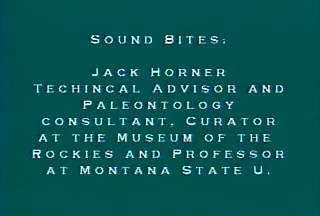 SOUND BITES:
JACK HORNER
TECHINCAL ADVISOR AND
PALEONTOLOGY
CONSULTANT, CURATOR
AT THE MUSEUM OF THE
ROCKIES AND PROFESSOR
AT MONTANA STATE U.